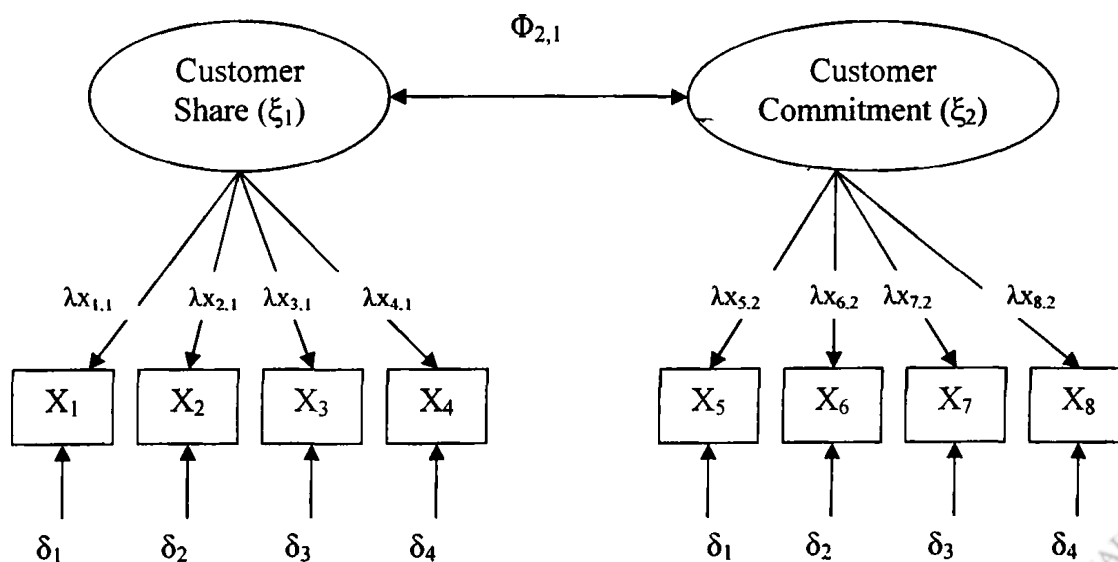 Φ2,1
Customer
Share (ξ1)
Customer
Commitment (ξ2)
λx1,1 λx2,1 λx3,1 λx4,1
λx5,2 λx6,2 λx7,2 λx8,2
X1 X2 X3 X4
X5 X6 X7 X8
δ1 δ2 δ3 δ4
δ1 δ2 δ3 δ4